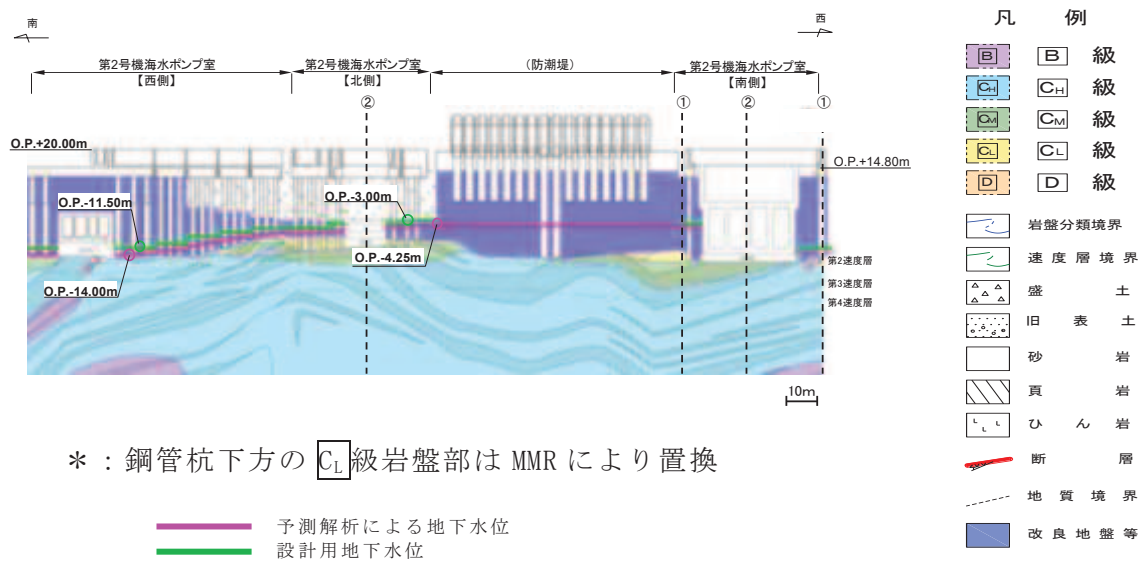 南
西
第2号機海水ポンプ室
【西側】
第2号機海水ポンプ室
【北側】
(防潮堤)
第2号機海水ポンプ室
【南側】
②
①
②
①
O.P.+20.00m
O.P.+14.80m
O.P.-11.50m
O.P.-3.00m
O.P.-4.25m
O.P.-14.00m
第2速度層
第3速度層
第4速度層
10m
*:鋼管杭下方のCL級岩盤部はMMRにより置換
予測解析による地下水位
設計用地下水位
凡 例
B B 級
CH CH 級
CM CM 級
CL CL 級
D D 級
岩盤分類境界
速度層境界
盛土
旧表土
砂岩
頁岩
ひん岩
断層
地質境界
改良地盤等